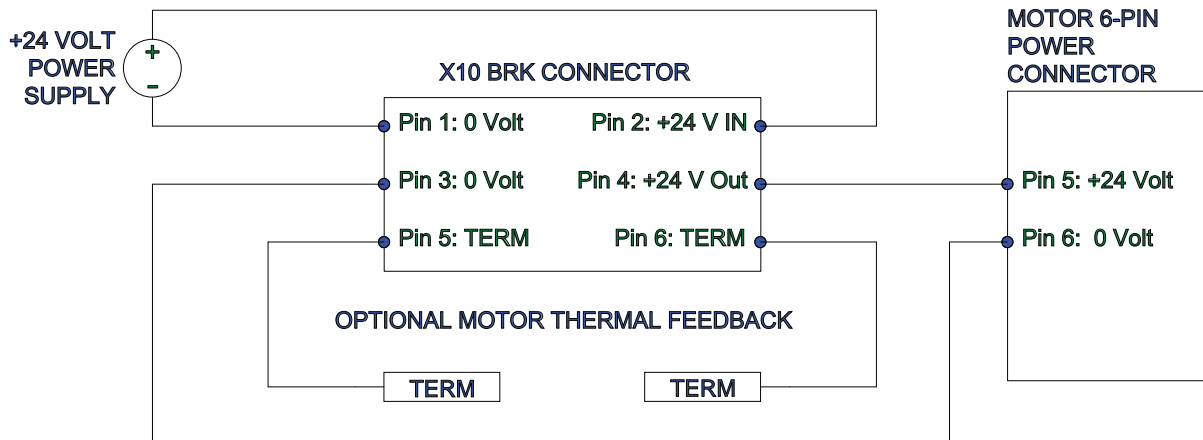 +24 VOLT
POWER
SUPPLY
+
-
X10 BRK CONNECTOR
Pin 1: 0 Volt
Pin 2: +24 V IN
Pin 3: 0 Volt
Pin 4: +24 V Out
Pin 5: TERM
Pin 6: TERM
OPTIONAL MOTOR THERMAL FEEDBACK
TERM
TERM
MOTOR 6-PIN
POWER
CONNECTOR
Pin 5: +24 Volt
Pin 6: 0 Volt